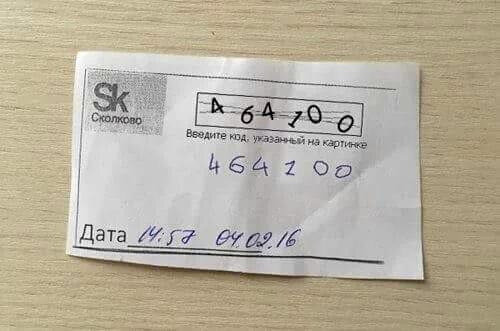 Sk
Сколково
464100
Введите код, указанный на картинке
464100
Дата 14:57 04.02.16